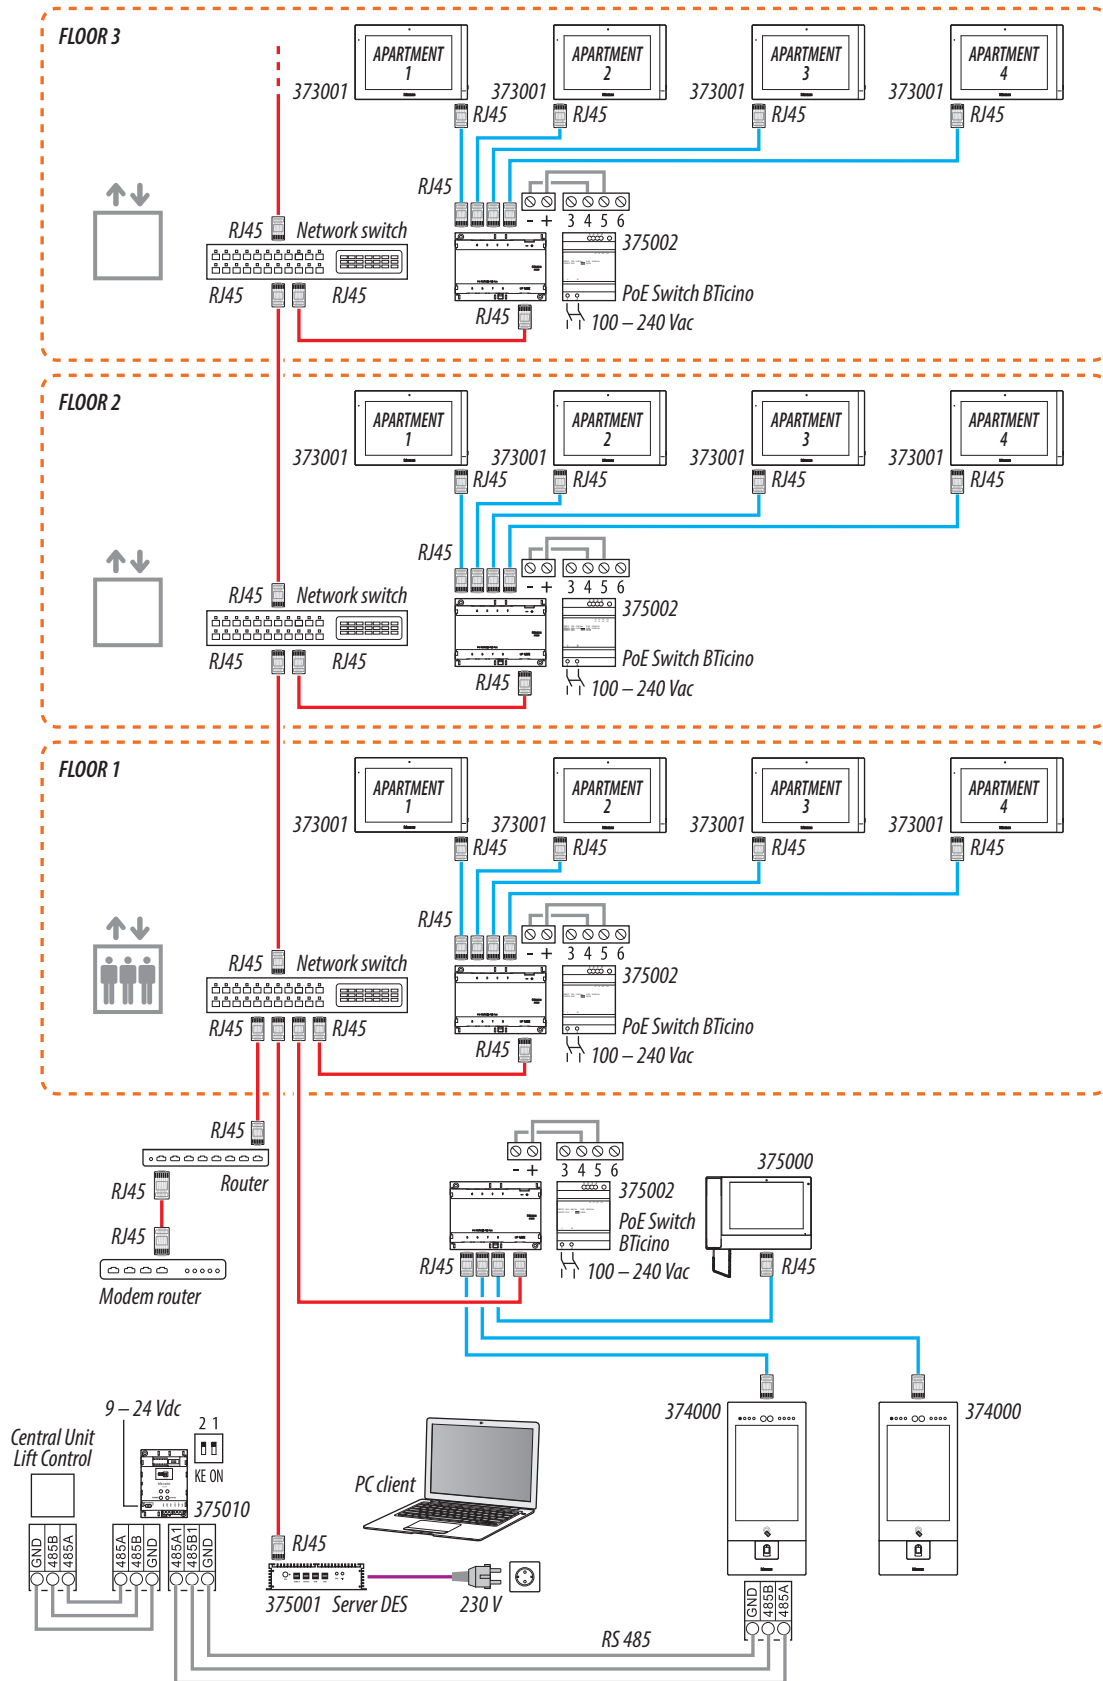 FLOOR 3
APARTMENT
1
APARTMENT
2
APARTMENT
3
APARTMENT
4
373001
373001
373001
373001
RJ45
RJ45
RJ45
RJ45
RJ45
- + 3 4 5 6
RJ45 Network switch
375002
RJ45
RJ45
PoE Switch BTicino
RJ45
100 – 240 Vac
FLOOR 2
APARTMENT
1
APARTMENT
2
APARTMENT
3
APARTMENT
4
373001
373001
373001
373001
RJ45
RJ45
RJ45
RJ45
RJ45
- + 3 4 5 6
RJ45 Network switch
375002
RJ45
RJ45
PoE Switch BTicino
RJ45
100 – 240 Vac
FLOOR 1
APARTMENT
1
APARTMENT
2
APARTMENT
3
APARTMENT
4
373001
373001
373001
373001
RJ45
RJ45
RJ45
RJ45
RJ45
- + 3 4 5 6
RJ45 Network switch
375002
RJ45
RJ45
PoE Switch BTicino
RJ45
100 – 240 Vac
RJ45
Router
RJ45
RJ45
Modem router
- + 3 4 5 6
375002
PoE Switch
BTicino
RJ45
100 – 240 Vac
375000
RJ45
9 – 24 Vdc
2 1
KE ON
Central Unit
Lift Control
375010
GND
485B
485A
485A
485B
GND
485A1
485B1
GND
PC client
RJ45
375001 Server DES
230 V
374000
374000
GND
485B
485A
RS 485